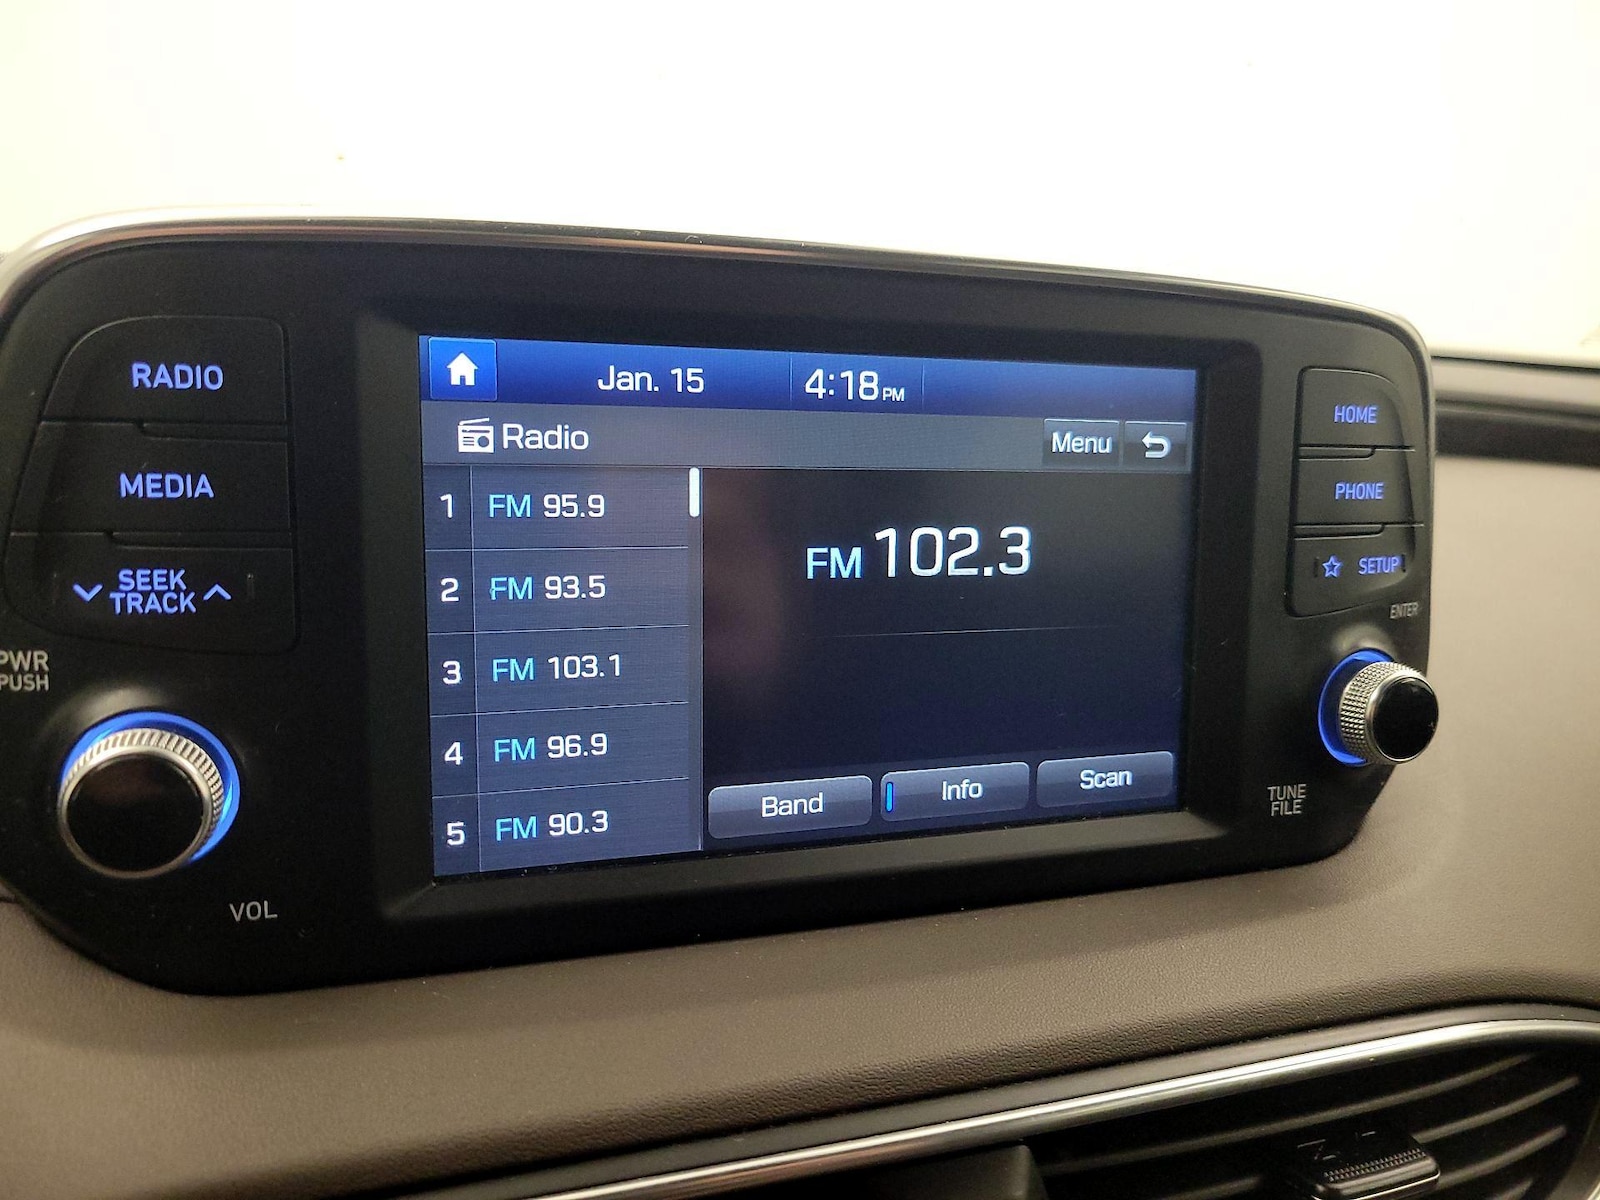 RADIO
MEDIA
SEEK
TRACK
PWR
PUSH
VOL
Jan. 15 4:18 PM
Radio Menu
1 FM 95.9
2 FM 93.5
3 FM 103.1
4 FM 96.9
5 FM 90.3
FM 102.3
Band Info Scan
HOME
PHONE
SETUP
ENTER
TUNE
FILE